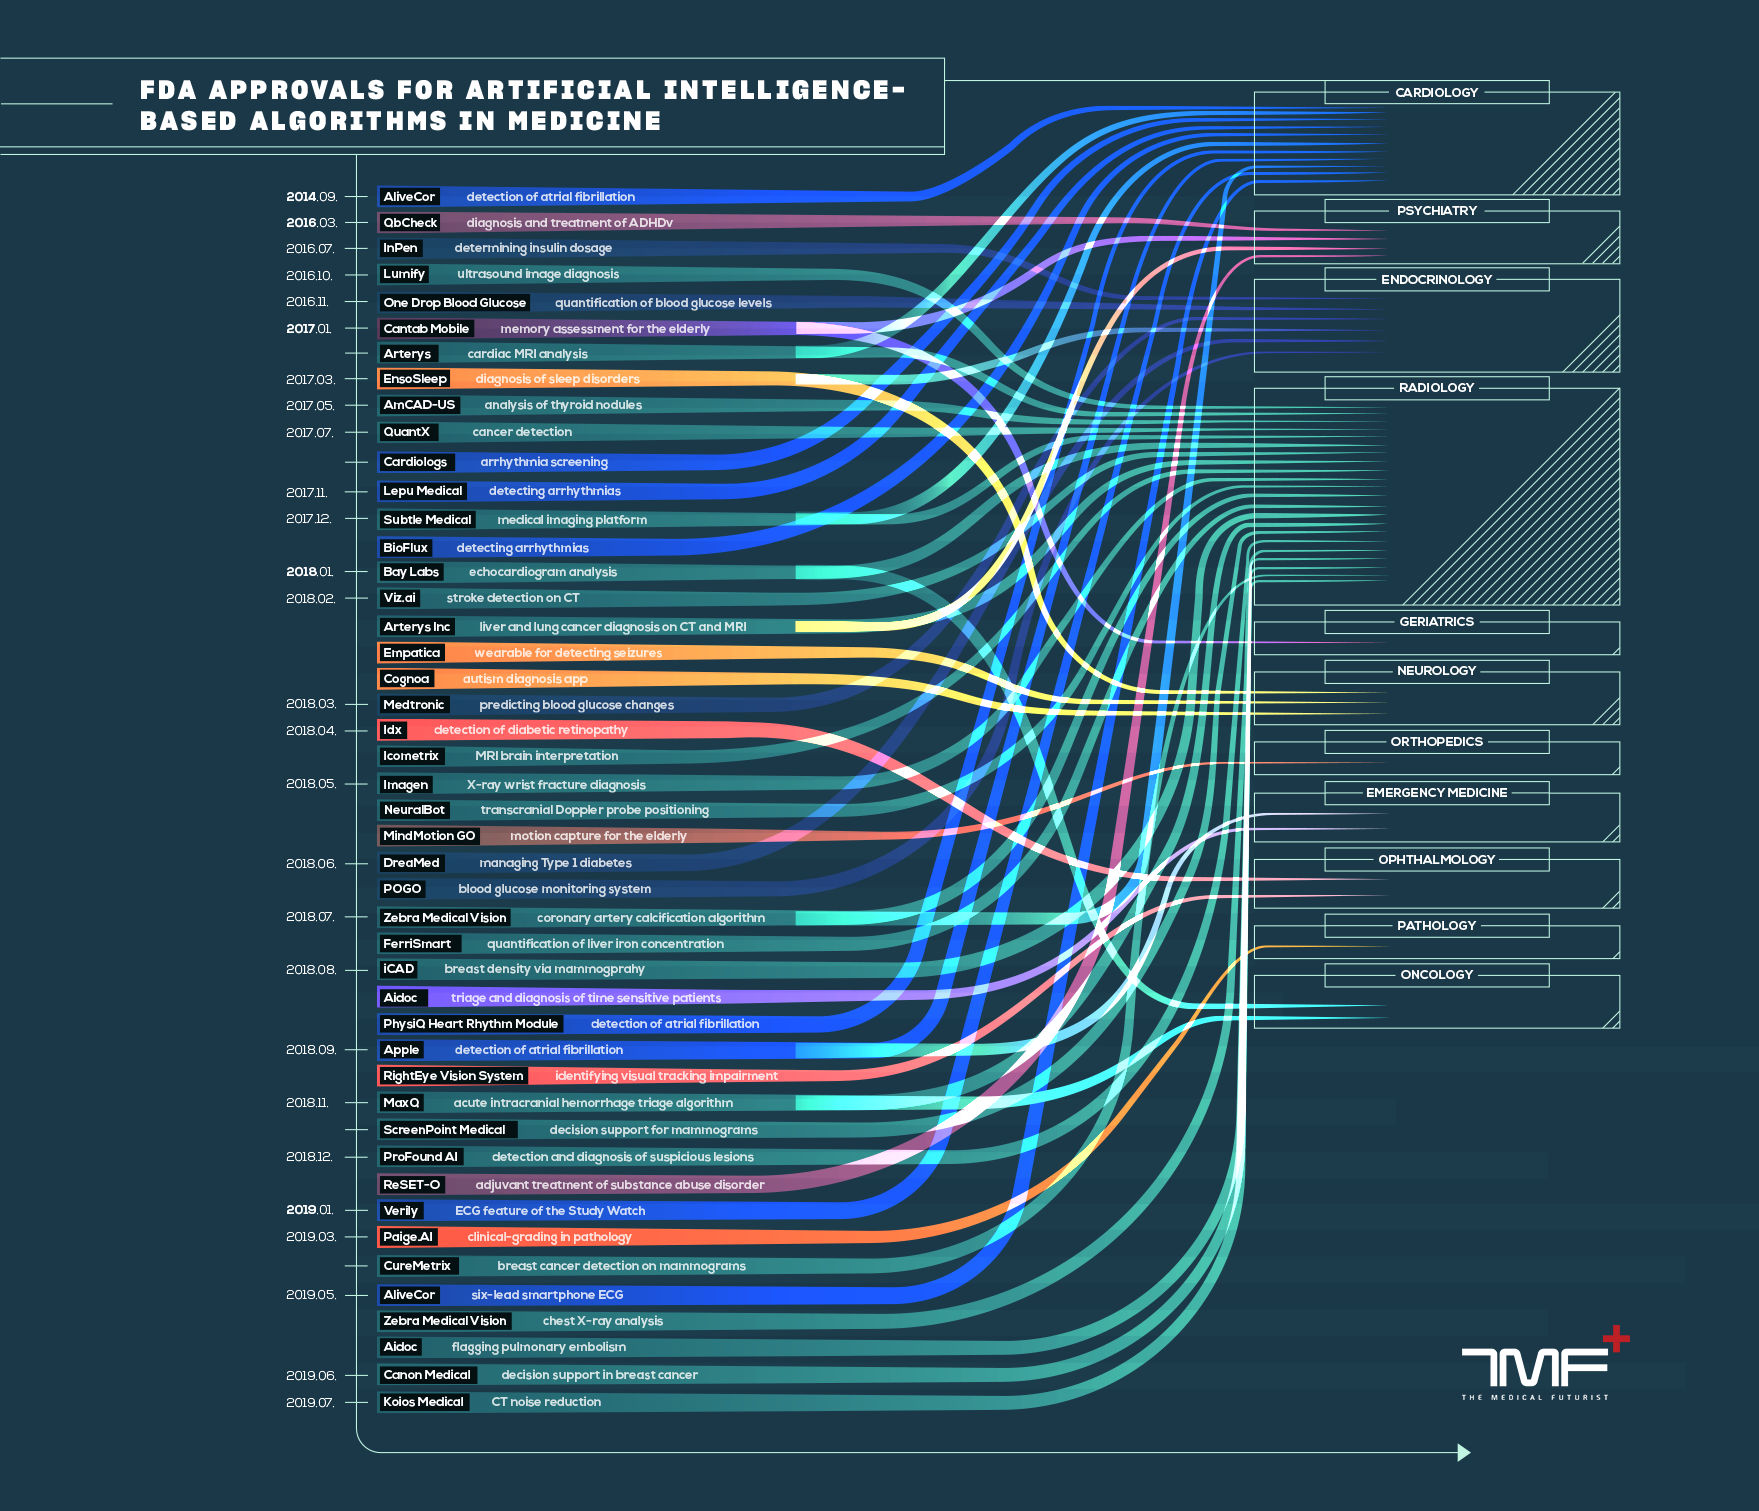 FDA APPROVALS FOR ARTIFICIAL INTELLIGENCE-
BASED ALGORITHMS IN MEDICINE
2014.09. AliveCor detection of atrial fibrillation
2016.03. QbCheck diagnosis and treatment of ADHDv
2016.07. InPen determining insulin dosage
2016.10. Lumify ultrasound image diagnosis
2016.11. One Drop Blood Glucose quantification of blood glucose levels
2017.01. Cantab Mobile memory assessment for the elderly
Arterys cardiac MRI analysis
2017.03. EnsoSleep diagnosis of sleep disorders
2017.05. AmCAD-US analysis of thyroid nodules
2017.07. QuantX cancer detection
Cardiologs arrhythmia screening
2017.11. Lepu Medical detecting arrhythmias
2017.12. Subtle Medical medical imaging platform
BioFlux detecting arrhythmias
2018.01. Bay Labs echocardiogram analysis
2018.02. Viz.ai stroke detection on CT
Arterys Inc liver and lung cancer diagnosis on CT and MRI
Empatica wearable for detecting seizures
Cognoa autism diagnosis app
2018.03. Medtronic predicting blood glucose changes
2018.04. Idx detection of diabetic retinopathy
Icometrix MRI brain interpretation
2018.05. Imagen X-ray wrist fracture diagnosis
NeuralBot transcranial Doppler probe positioning
MindMotion GO motion capture for the elderly
2018.06. DreaMed managing Type 1 diabetes
POGO blood glucose monitoring system
2018.07. Zebra Medical Vision coronary artery calcification algorithm
FerriSmart quantification of liver iron concentration
2018.08. iCAD breast density via mammogprahy
Aidoc triage and diagnosis of time sensitive patients
PhysiQ Heart Rhythm Module detection of atrial fibrillation
2018.09. Apple detection of atrial fibrillation
RightEye Vision System identifying visual tracking impairment
2018.11. MaxQ acute intracranial hemorrhage triage algorithm
ScreenPoint Medical decision support for mammograms
2018.12. ProFound AI detection and diagnosis of suspicious lesions
ReSET-O adjuvant treatment of substance abuse disorder
2019.01. Verily ECG feature of the Study Watch
2019.03. Paige.AI clinical-grading in pathology
CureMetrix breast cancer detection on mammograms
2019.05. AliveCor six-lead smartphone ECG
Zebra Medical Vision chest X-ray analysis
Aidoc flagging pulmonary embolism
2019.06. Canon Medical decision support in breast cancer
2019.07. Koios Medical CT noise reduction
CARDIOLOGY
PSYCHIATRY
ENDOCRINOLOGY
RADIOLOGY
GERIATRICS
NEUROLOGY
ORTHOPEDICS
EMERGENCY MEDICINE
OPHTHALMOLOGY
PATHOLOGY
ONCOLOGY
TMF+
THE MEDICAL FUTURIST